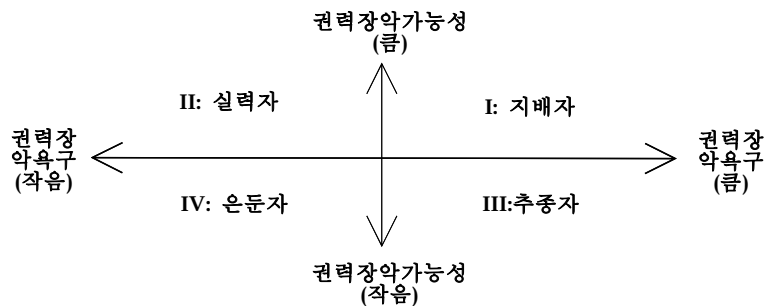 권력장악가능성
(큼)
II: 실력자
I: 지배자
권력장
악욕구
(작음)
권력장
악욕구
(큼)
IV: 은둔자
III:추종자
권력장악가능성
(작음)